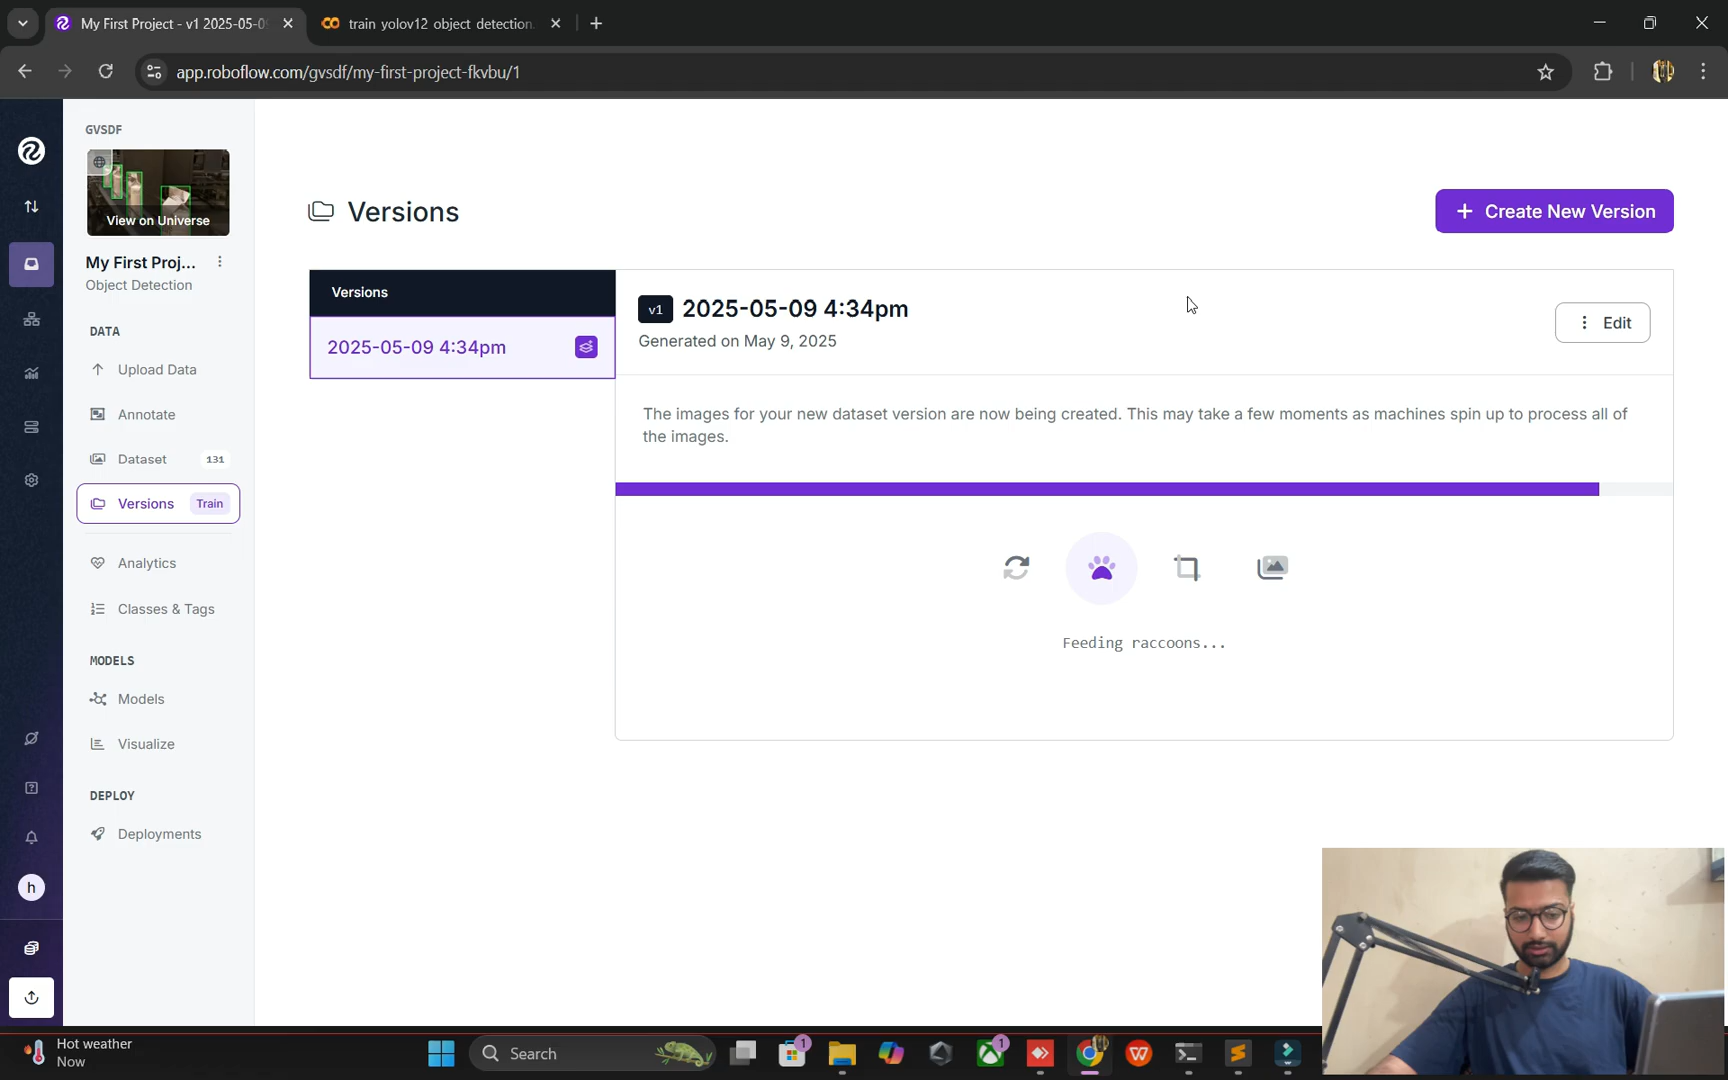 My First Project - v1 2025-05-0
train yolov12 object detection
app.roboflow.com/gvsdf/my-first-project-fkvbu/1
GVSDF
View on Universe
My First Proj...
Object Detection
DATA
Upload Data
Annotate
Dataset 131
Versions Train
Analytics
Classes & Tags
MODELS
Models
Visualize
DEPLOY
Deployments
h
Versions
+ Create New Version
Versions
2025-05-09 4:34pm
v1 2025-05-09 4:34pm
Generated on May 9, 2025
Edit
The images for your new dataset version are now being created. This may take a few moments as machines spin up to process all of
the images.
Feeding raccoons...
Hot weather
Now
Search
1
1